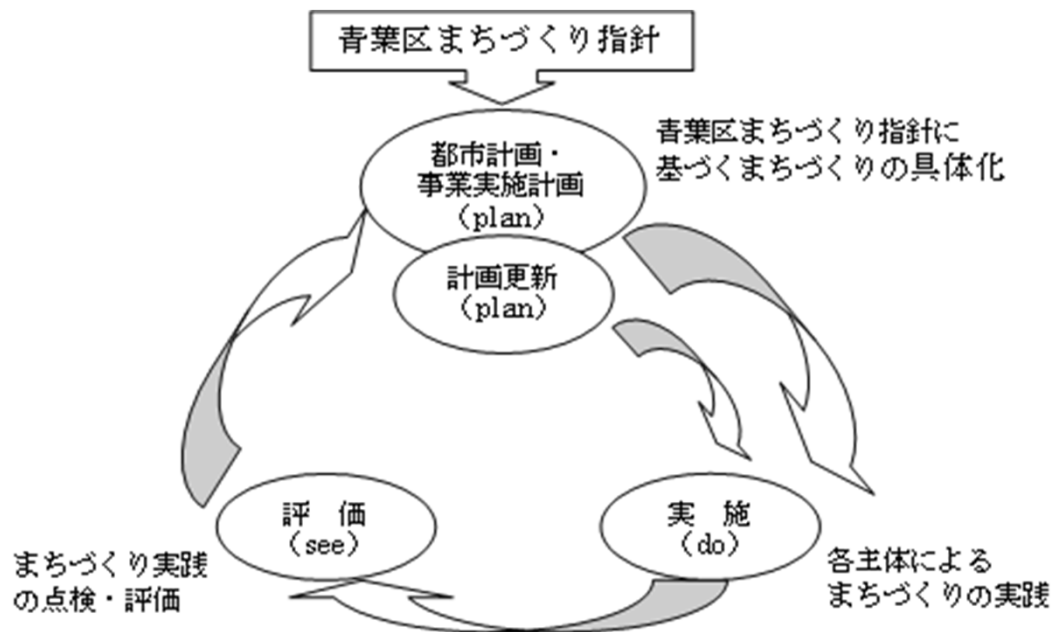 青葉区まちづくり指針
都市計画・
事業実施計画
(plan)
青葉区まちづくり指針に
基づくまちづくりの具体化
計画更新
(plan)
評　価
(see)
実　施
(do)
まちづくり実践
の点検・評価
各主体による
まちづくりの実践